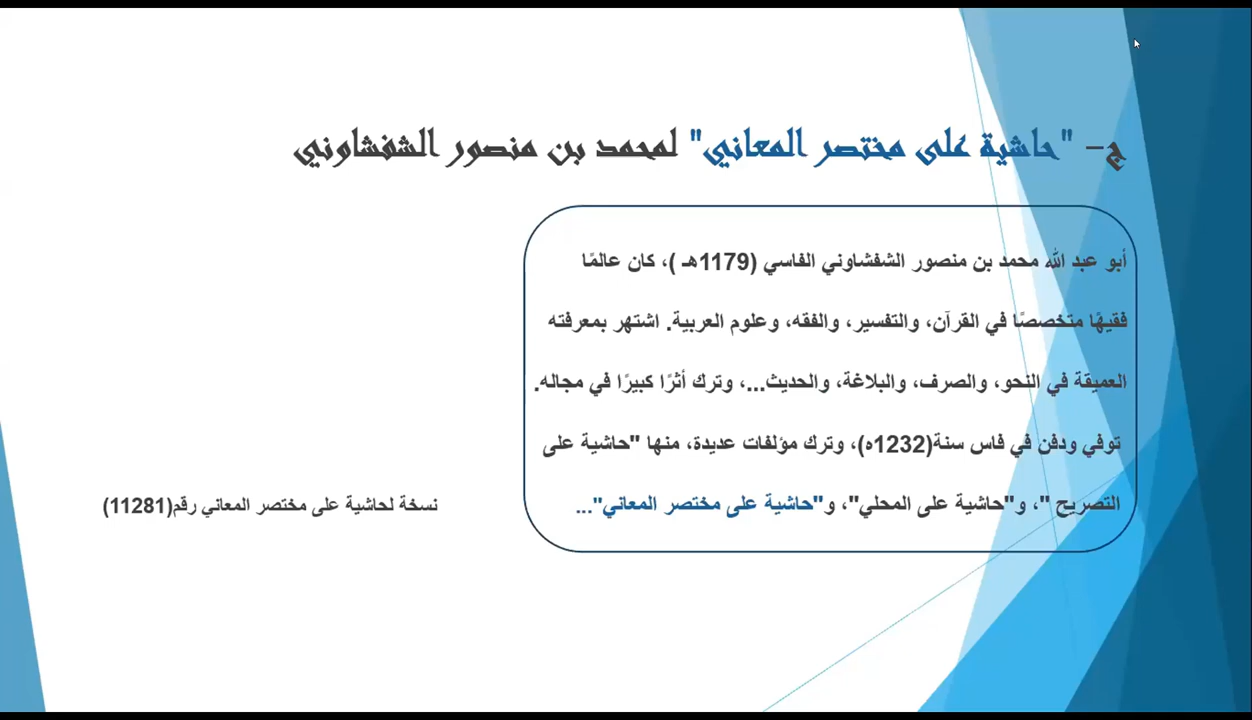 ج- "حاشية على مختصر المعاني" لمحمد بن منصور الشفشاوني
أبو عبد الله محمد بن منصور الشفشاوني الفاسي (1179هـ )، كان عالمًا
فقيهًا متخصصًا في القرآن، والتفسير، والفقه، وعلوم العربية. اشتهر بمعرفته
العميقة في النحو، والصرف، والبلاغة، والحديث...، وترك أثرًا كبيرًا في مجاله.
توفي ودفن في فاس سنة(1232ه)، وترك مؤلفات عديدة، منها "حاشية على
التصريح "، و"حاشية على المحلي"، و"حاشية على مختصر المعاني"...
نسخة لحاشية على مختصر المعاني رقم(11281)